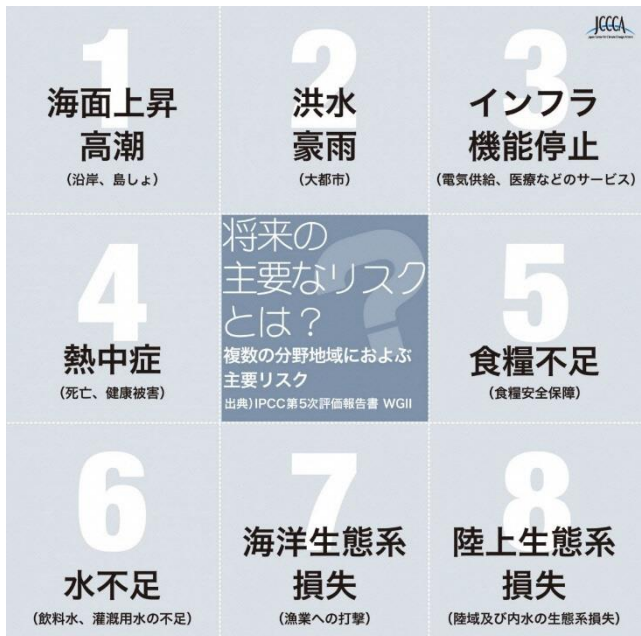 JCCCA
1
海面上昇
高潮
(沿岸、島しょ)
2
洪水
豪雨
(大都市)
3
インフラ
機能停止
(電気供給、医療などのサービス)
4
熱中症
(死亡、健康被害)
将来の
主要なリスク
とは？
複数の分野地域におよぶ
主要リスク
出典)IPCC第5次評価報告書 WGII
?
5
食糧不足
(食糧安全保障)
6
水不足
(飲料水、灌漑用水の不足)
7
海洋生態系
損失
(漁業への打撃)
8
陸上生態系
損失
(陸域及び内水の生態系損失)